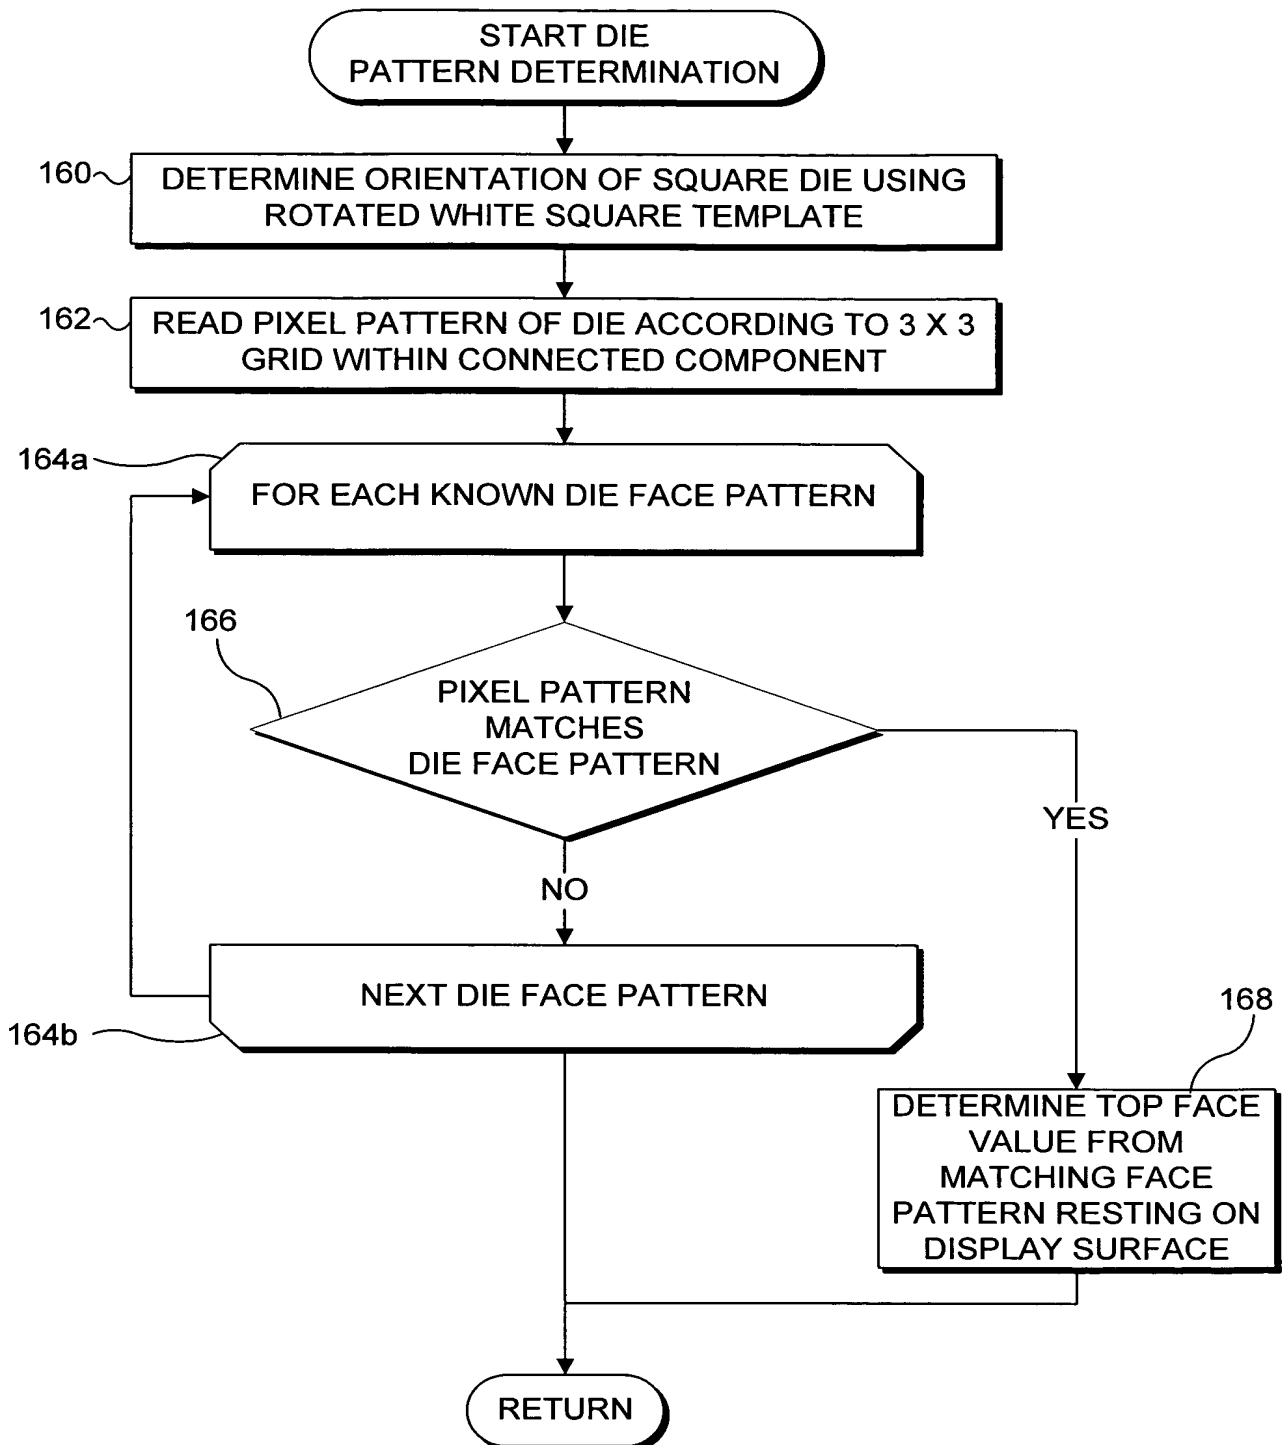 START DIE
PATTERN DETERMINATION
160
DETERMINE ORIENTATION OF SQUARE DIE USING
ROTATED WHITE SQUARE TEMPLATE
162
READ PIXEL PATTERN OF DIE ACCORDING TO 3 X 3
GRID WITHIN CONNECTED COMPONENT
164a
FOR EACH KNOWN DIE FACE PATTERN
166
PIXEL PATTERN
MATCHES
DIE FACE PATTERN
YES
NO
NEXT DIE FACE PATTERN
164b
168
DETERMINE TOP FACE
VALUE FROM
MATCHING FACE
PATTERN RESTING ON
DISPLAY SURFACE
RETURN